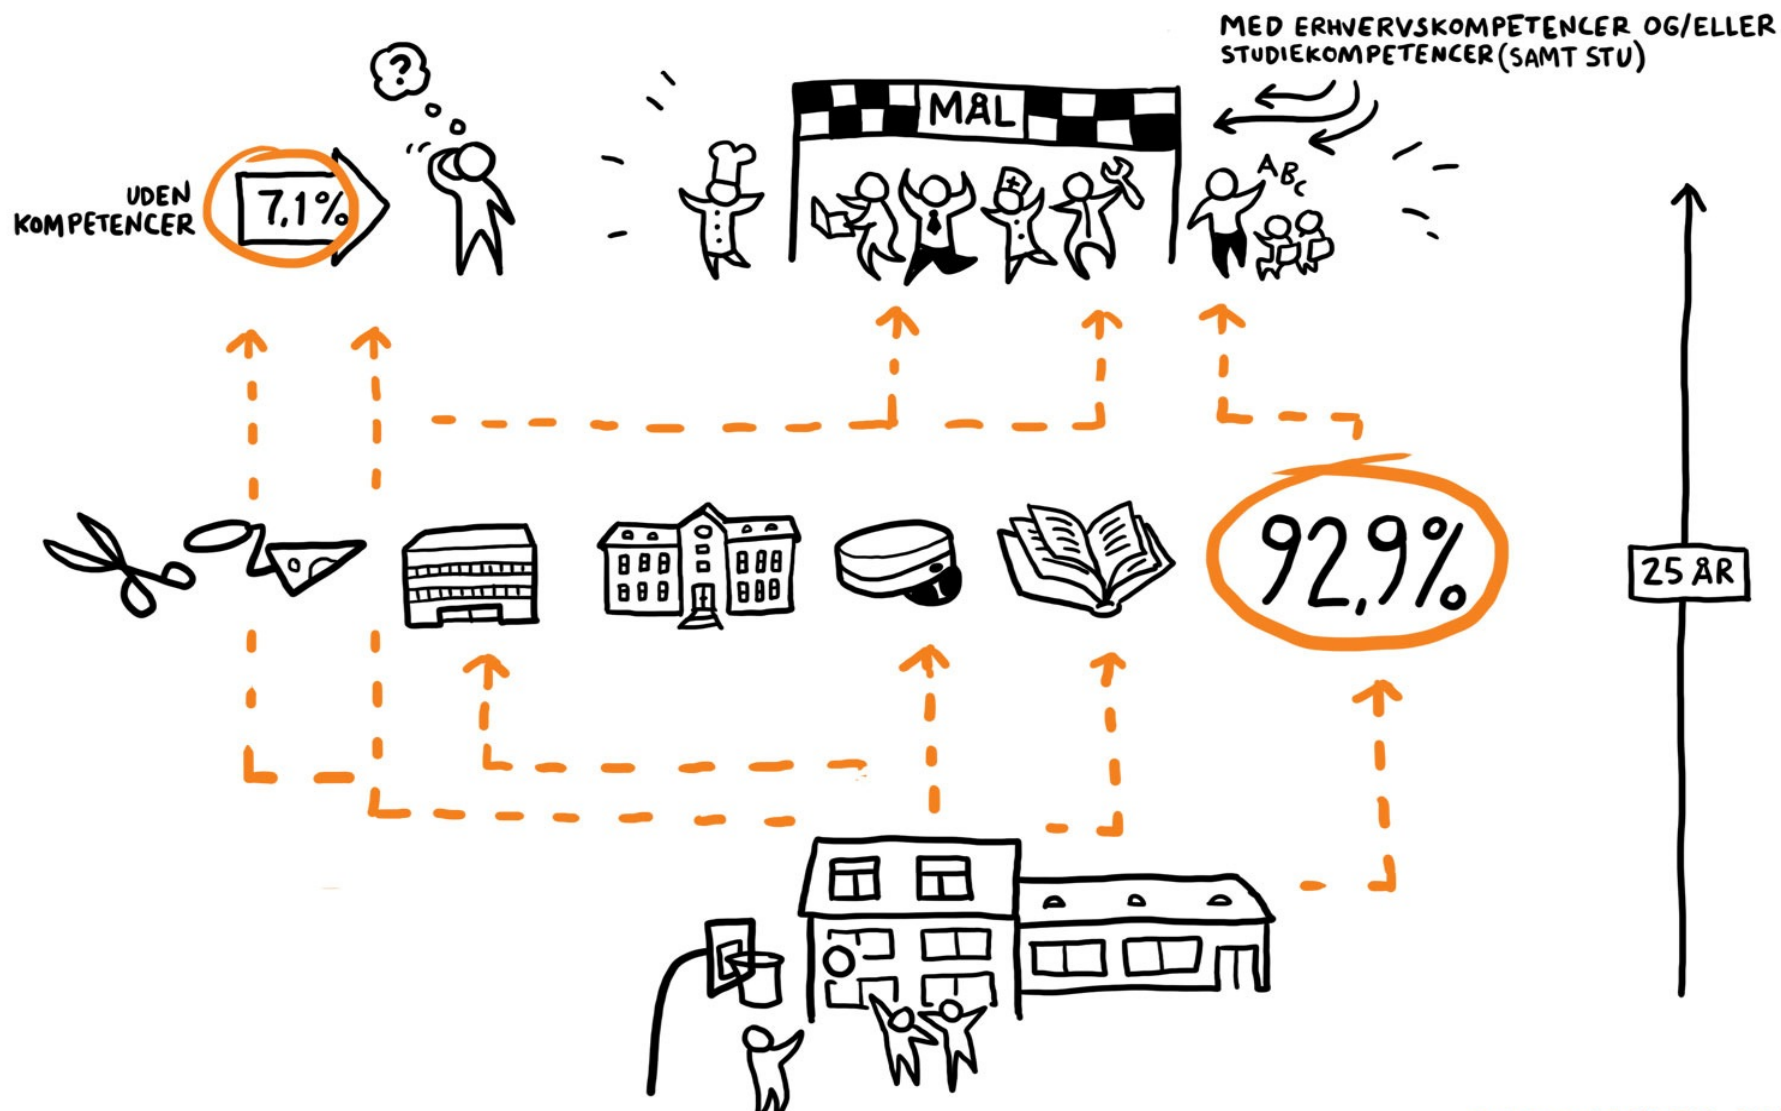 MED ERHVERVSKOMPETENCER OG/ELLER
STUDIEKOMPETENCER (SAMT STU)
?
MÅL
ABC
UDEN
KOMPETENCER
7,1%
92,9%
25 ÅR